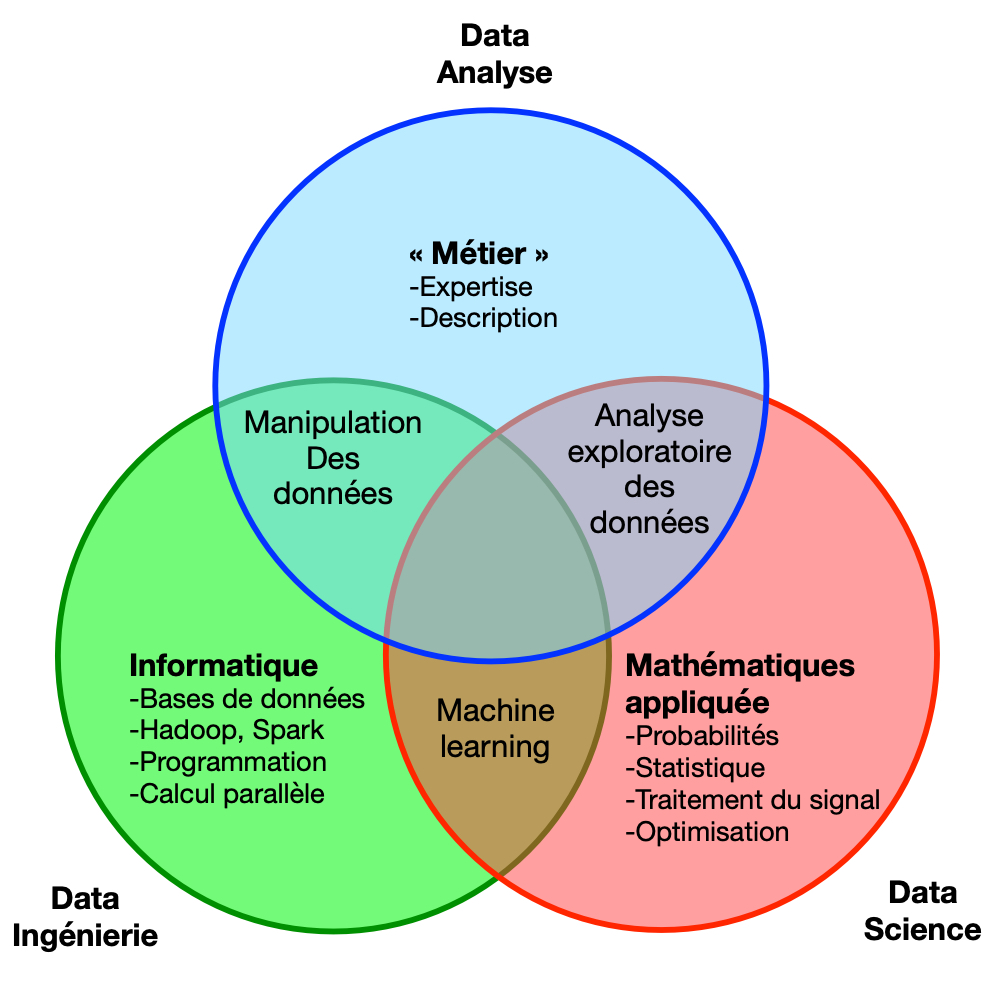 Data
Analyse
« Métier »
-Expertise
-Description
Manipulation
Des
données
Analyse
exploratoire
des
données
Informatique
-Bases de données
-Hadoop, Spark
-Programmation
-Calcul parallèle
Machine
learning
Mathématiques
appliquée
-Probabilités
-Statistique
-Traitement du signal
-Optimisation
Data
Ingénierie
Data
Science